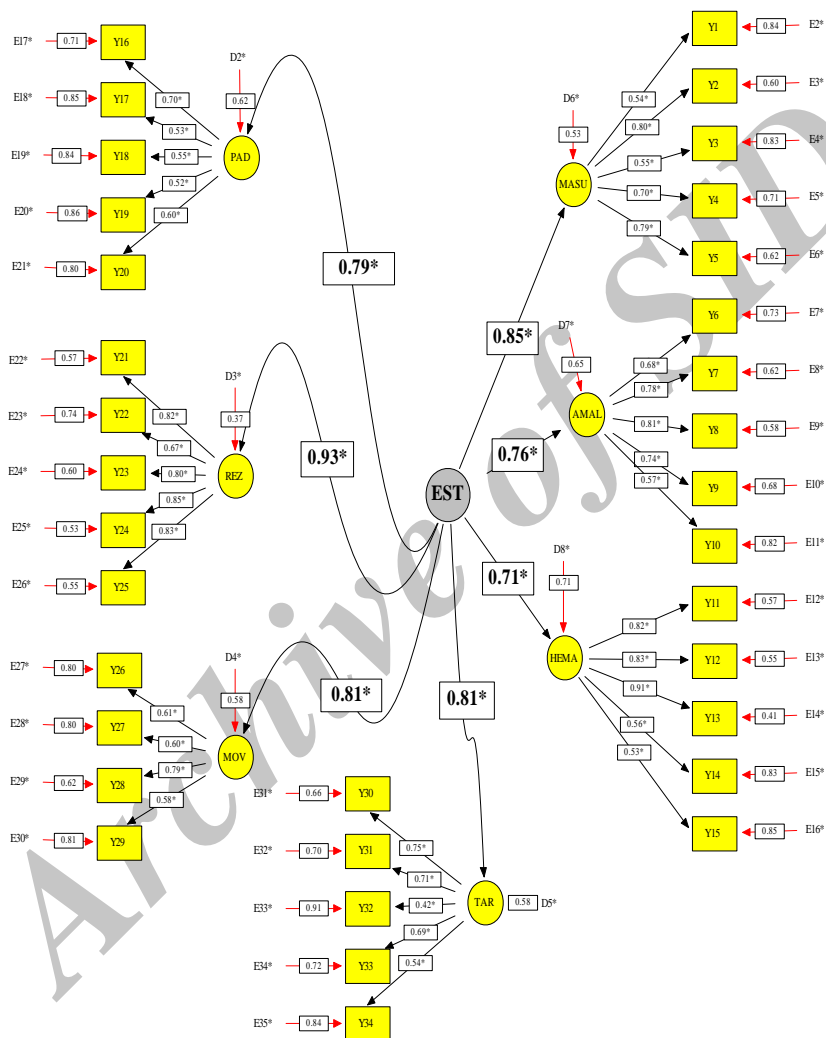 E17* 0.71 Y16
E18* 0.85 Y17
E19* 0.84 Y18
E20* 0.86 Y19
E21* 0.80 Y20
0.70*
0.53*
0.55*
0.52*
0.60*
D2*
0.62
PAD
0.79*
E22* 0.57 Y21
E23* 0.74 Y22
E24* 0.60 Y23
E25* 0.53 Y24
E26* 0.55 Y25
0.82*
0.67*
0.80*
0.85*
0.83*
D3*
0.37
REZ
0.93*
E27* 0.80 Y26
E28* 0.80 Y27
E29* 0.62 Y28
E30* 0.81 Y29
0.61*
0.60*
0.79*
0.58*
D4*
0.58
MOV
0.81*
E31* 0.66 Y30
E32* 0.70 Y31
E33* 0.91 Y32
E34* 0.72 Y33
E35* 0.84 Y34
0.75*
0.71*
0.42*
0.69*
0.54*
TAR 0.58 D5*
0.81*
EST
0.85*
0.76*
0.71*
D6*
0.53
MASU
0.54*
0.80*
0.55*
0.70*
0.79*
Y1 0.84 E2*
Y2 0.60 E3*
Y3 0.83 E4*
Y4 0.71 E5*
Y5 0.62 E6*
D7*
0.65
AMAL
0.68*
0.78*
0.81*
0.74*
0.57*
Y6 0.73 E7*
Y7 0.62 E8*
Y8 0.58 E9*
Y9 0.68 E10*
Y10 0.82 E11*
D8*
0.71
HEMA
0.82*
0.83*
0.91*
0.56*
0.53*
Y11 0.57 E12*
Y12 0.55 E13*
Y13 0.41 E14*
Y14 0.83 E15*
Y15 0.85 E16*
Archive of SID